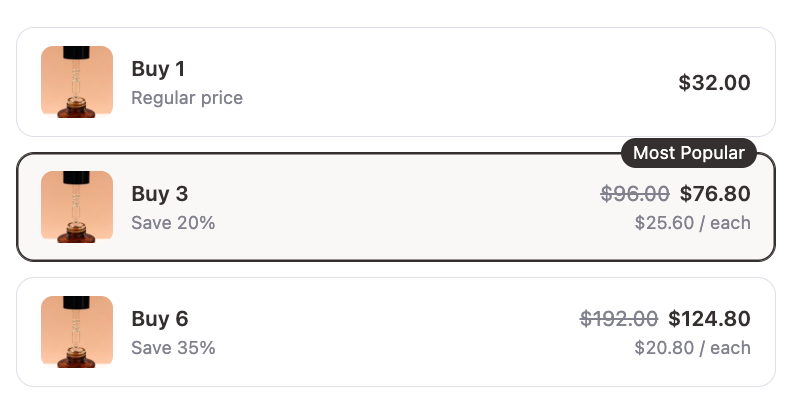 Buy 1
Regular price
$32.00
Most Popular
Buy 3
$96.00 $76.80
Save 20%
$25.60 / each
Buy 6
$192.00 $124.80
Save 35%
$20.80 / each